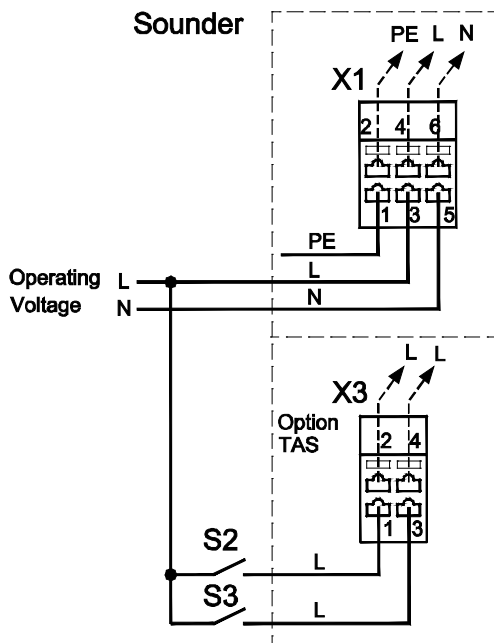 Sounder
PE L N
X1
2 4 6
1 3 5
PE
Operating L L
Voltage N N
L L
X3
Option
TAS
2 4
1 3
S2
L
S3
L